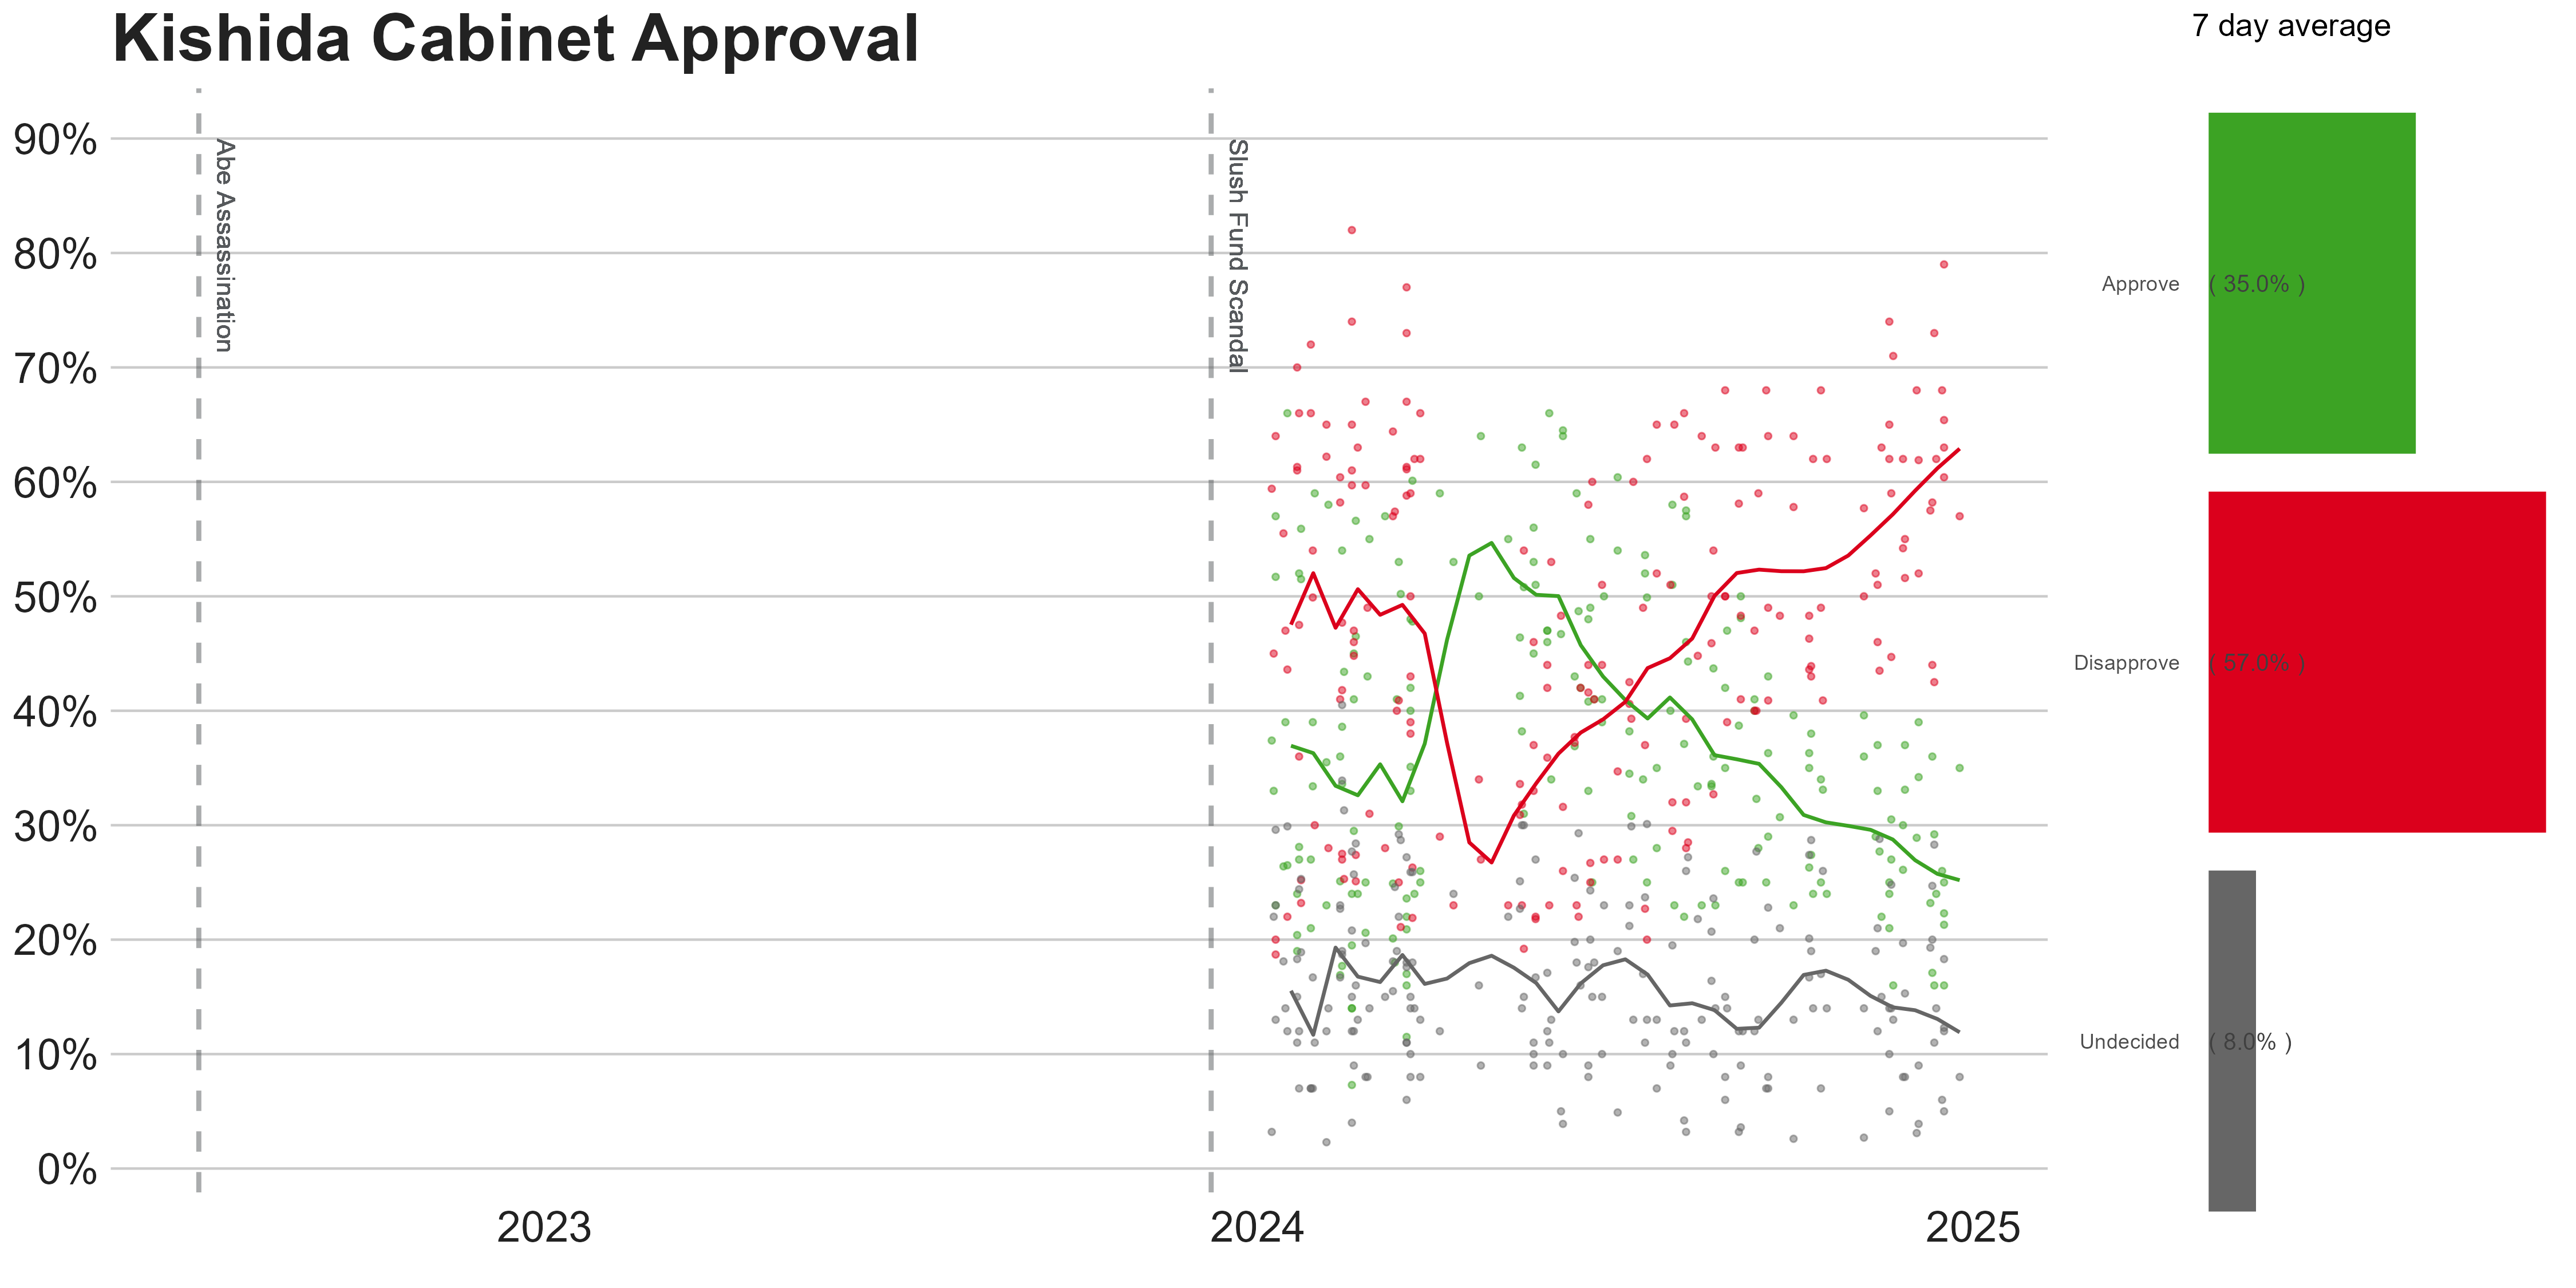 Kishida Cabinet Approval
7 day average
90%
80%
70%
60%
50%
40%
30%
20%
10%
0%
Abe Assassination
Slush Fund Scandal
2023
2024
2025
Approve
( 35.0% )
Disapprove
( 57.0% )
Undecided
( 8.0% )